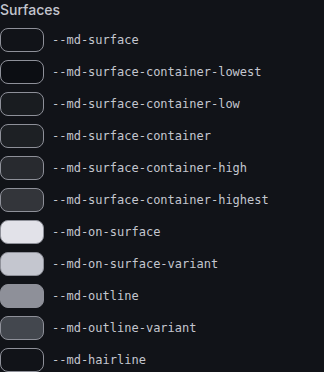 Surfaces
--md-surface
--md-surface-container-lowest
--md-surface-container-low
--md-surface-container
--md-surface-container-high
--md-surface-container-highest
--md-on-surface
--md-on-surface-variant
--md-outline
--md-outline-variant
--md-hairline